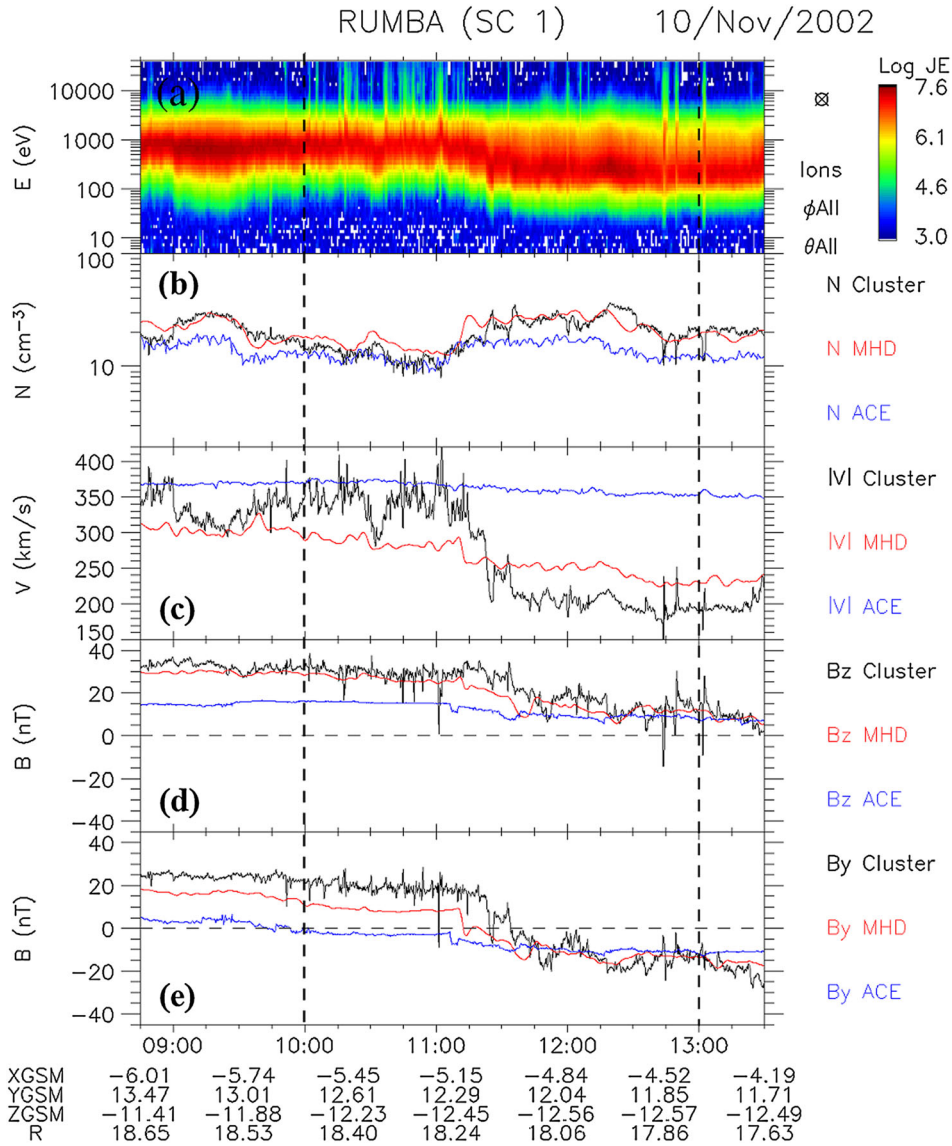 RUMBA (SC 1) 10/Nov/2002
Log JE
(a)
10000
1000
100
10
E (eV)
⊗
Ions
ϕAll
θAll
7.6
6.1
4.6
3.0
(b)
100
10
N (cm⁻³)
N Cluster
N MHD
N ACE
400
350
300
250
200
150
V (km/s)
(c)
|V| Cluster
|V| MHD
|V| ACE
40
20
0
−20
−40
B (nT)
(d)
Bz Cluster
Bz MHD
Bz ACE
40
20
0
−20
−40
B (nT)
(e)
By Cluster
By MHD
By ACE
09:00 10:00 11:00 12:00 13:00
XGSM −6.01 −5.74 −5.45 −5.15 −4.84 −4.52 −4.19
YGSM 13.47 13.01 12.61 12.29 12.04 11.85 11.71
ZGSM −11.41 −11.88 −12.23 −12.45 −12.56 −12.57 −12.49
R 18.65 18.53 18.40 18.24 18.06 17.86 17.63